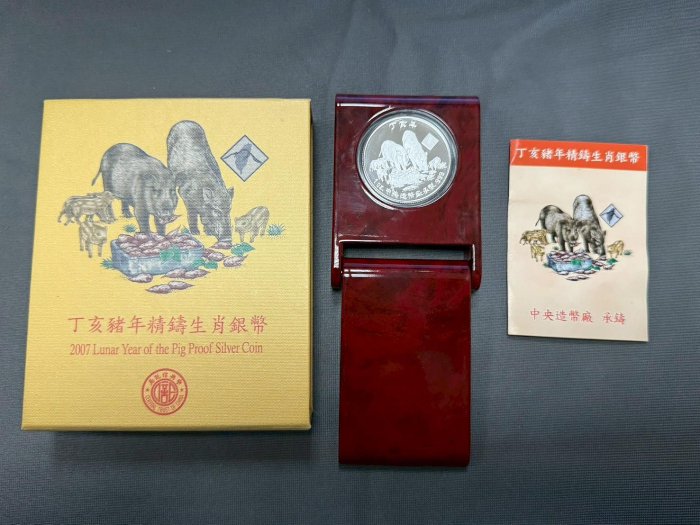 丁亥豬年精鑄生肖銀幣
2007 Lunar Year of the Pig Proof Silver Coin
丁亥年
丁亥豬年精鑄生肖銀幣
中央造幣廠 承鑄